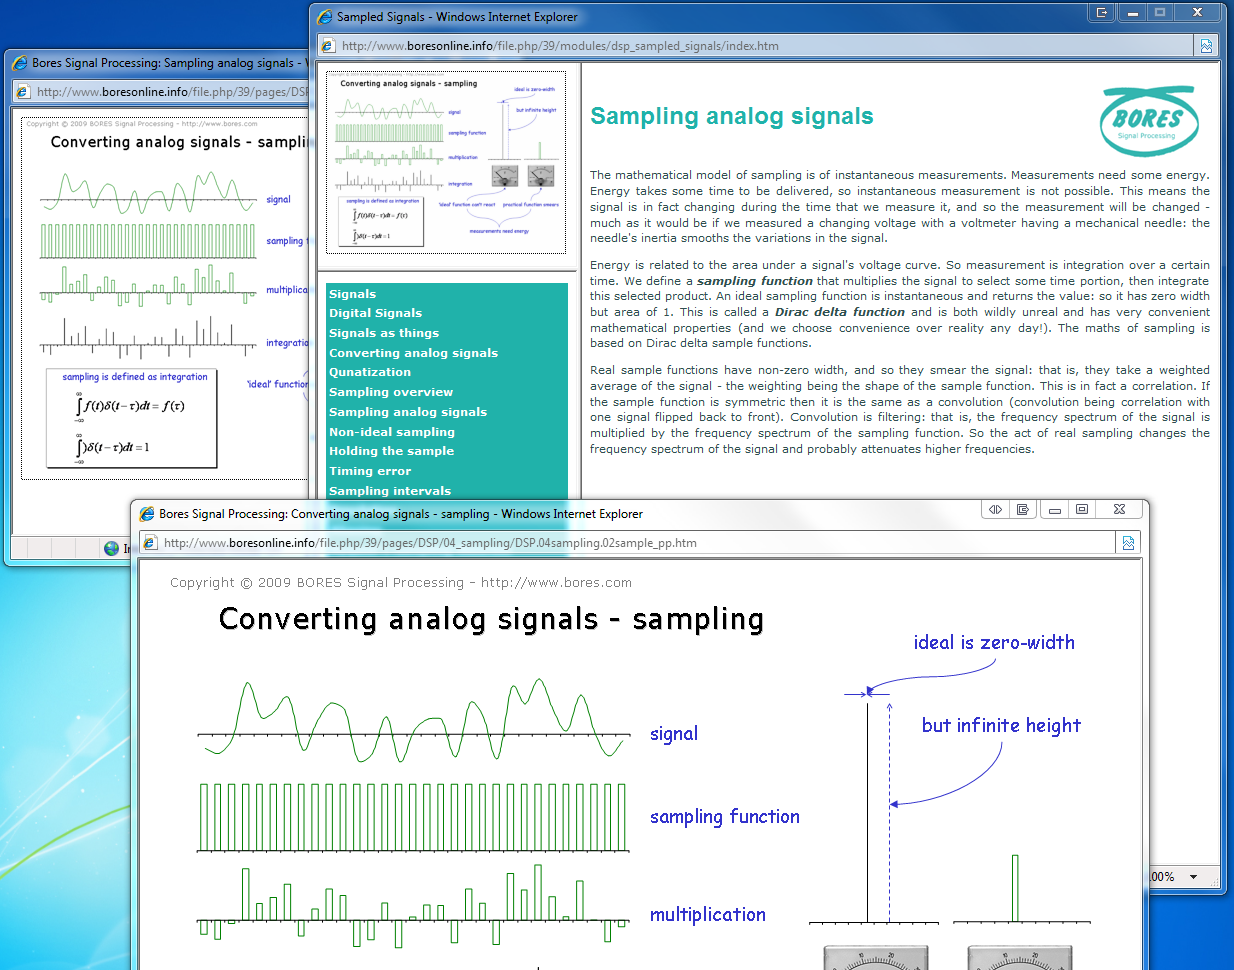 Sampled Signals - Windows Internet Explorer
http://www.boresonline.info/file.php/39/modules/dsp_sampled_signals/index.htm
Bores Signal Processing: Sampling analog signals - W
http://www.boresonline.info/file.php/39/pages/DSP
Copyright © 2009 BORES Signal Processing - http://www.bores.com
Converting analog signals - sampli
signal
sampling f
multiplica
integratio
sampling is defined as integration
'ideal' function
∫f(t)δ(t−τ)dt = f(τ)
∫)δ(t−τ)dt = 1
Converting analog signals - sampling
ideal is zero-width
but infinite height
signal
sampling function
multiplication
integration
sampling is defined as integration
'ideal' function can't react
practical function smears
measurements need energy
∫f(t)δ(t−τ)dt = f(τ)
∫)δ(t−τ)dt = 1
Signals
Digital Signals
Signals as things
Converting analog signals
Qunatization
Sampling overview
Sampling analog signals
Non-ideal sampling
Holding the sample
Timing error
Sampling intervals
Sampling analog signals
BORES
Signal Processing
The mathematical model of sampling is of instantaneous measurements. Measurements need some energy.
Energy takes some time to be delivered, so instantaneous measurement is not possible. This means the
signal is in fact changing during the time that we measure it, and so the measurement will be changed -
much as it would be if we measured a changing voltage with a voltmeter having a mechanical needle: the
needle's inertia smooths the variations in the signal.
Energy is related to the area under a signal's voltage curve. So measurement is integration over a certain
time. We define a sampling function that multiplies the signal to select some time portion, then integrate
this selected product. An ideal sampling function is instantaneous and returns the value: so it has zero width
but area of 1. This is called a Dirac delta function and is both wildly unreal and has very convenient
mathematical properties (and we choose convenience over reality any day!). The maths of sampling is
based on Dirac delta sample functions.
Real sample functions have non-zero width, and so they smear the signal: that is, they take a weighted
average of the signal - the weighting being the shape of the sample function. This is in fact a correlation. If
the sample function is symmetric then it is the same as a convolution (convolution being correlation with
one signal flipped back to front). Convolution is filtering: that is, the frequency spectrum of the signal is
multiplied by the frequency spectrum of the sampling function. So the act of real sampling changes the
frequency spectrum of the signal and probably attenuates higher frequencies.
Bores Signal Processing: Converting analog signals - sampling - Windows Internet Explorer
http://www.boresonline.info/file.php/39/pages/DSP/04_sampling/DSP.04sampling.02sample_pp.htm
Copyright © 2009 BORES Signal Processing - http://www.bores.com
Converting analog signals - sampling
ideal is zero-width
but infinite height
signal
sampling function
multiplication
.00%